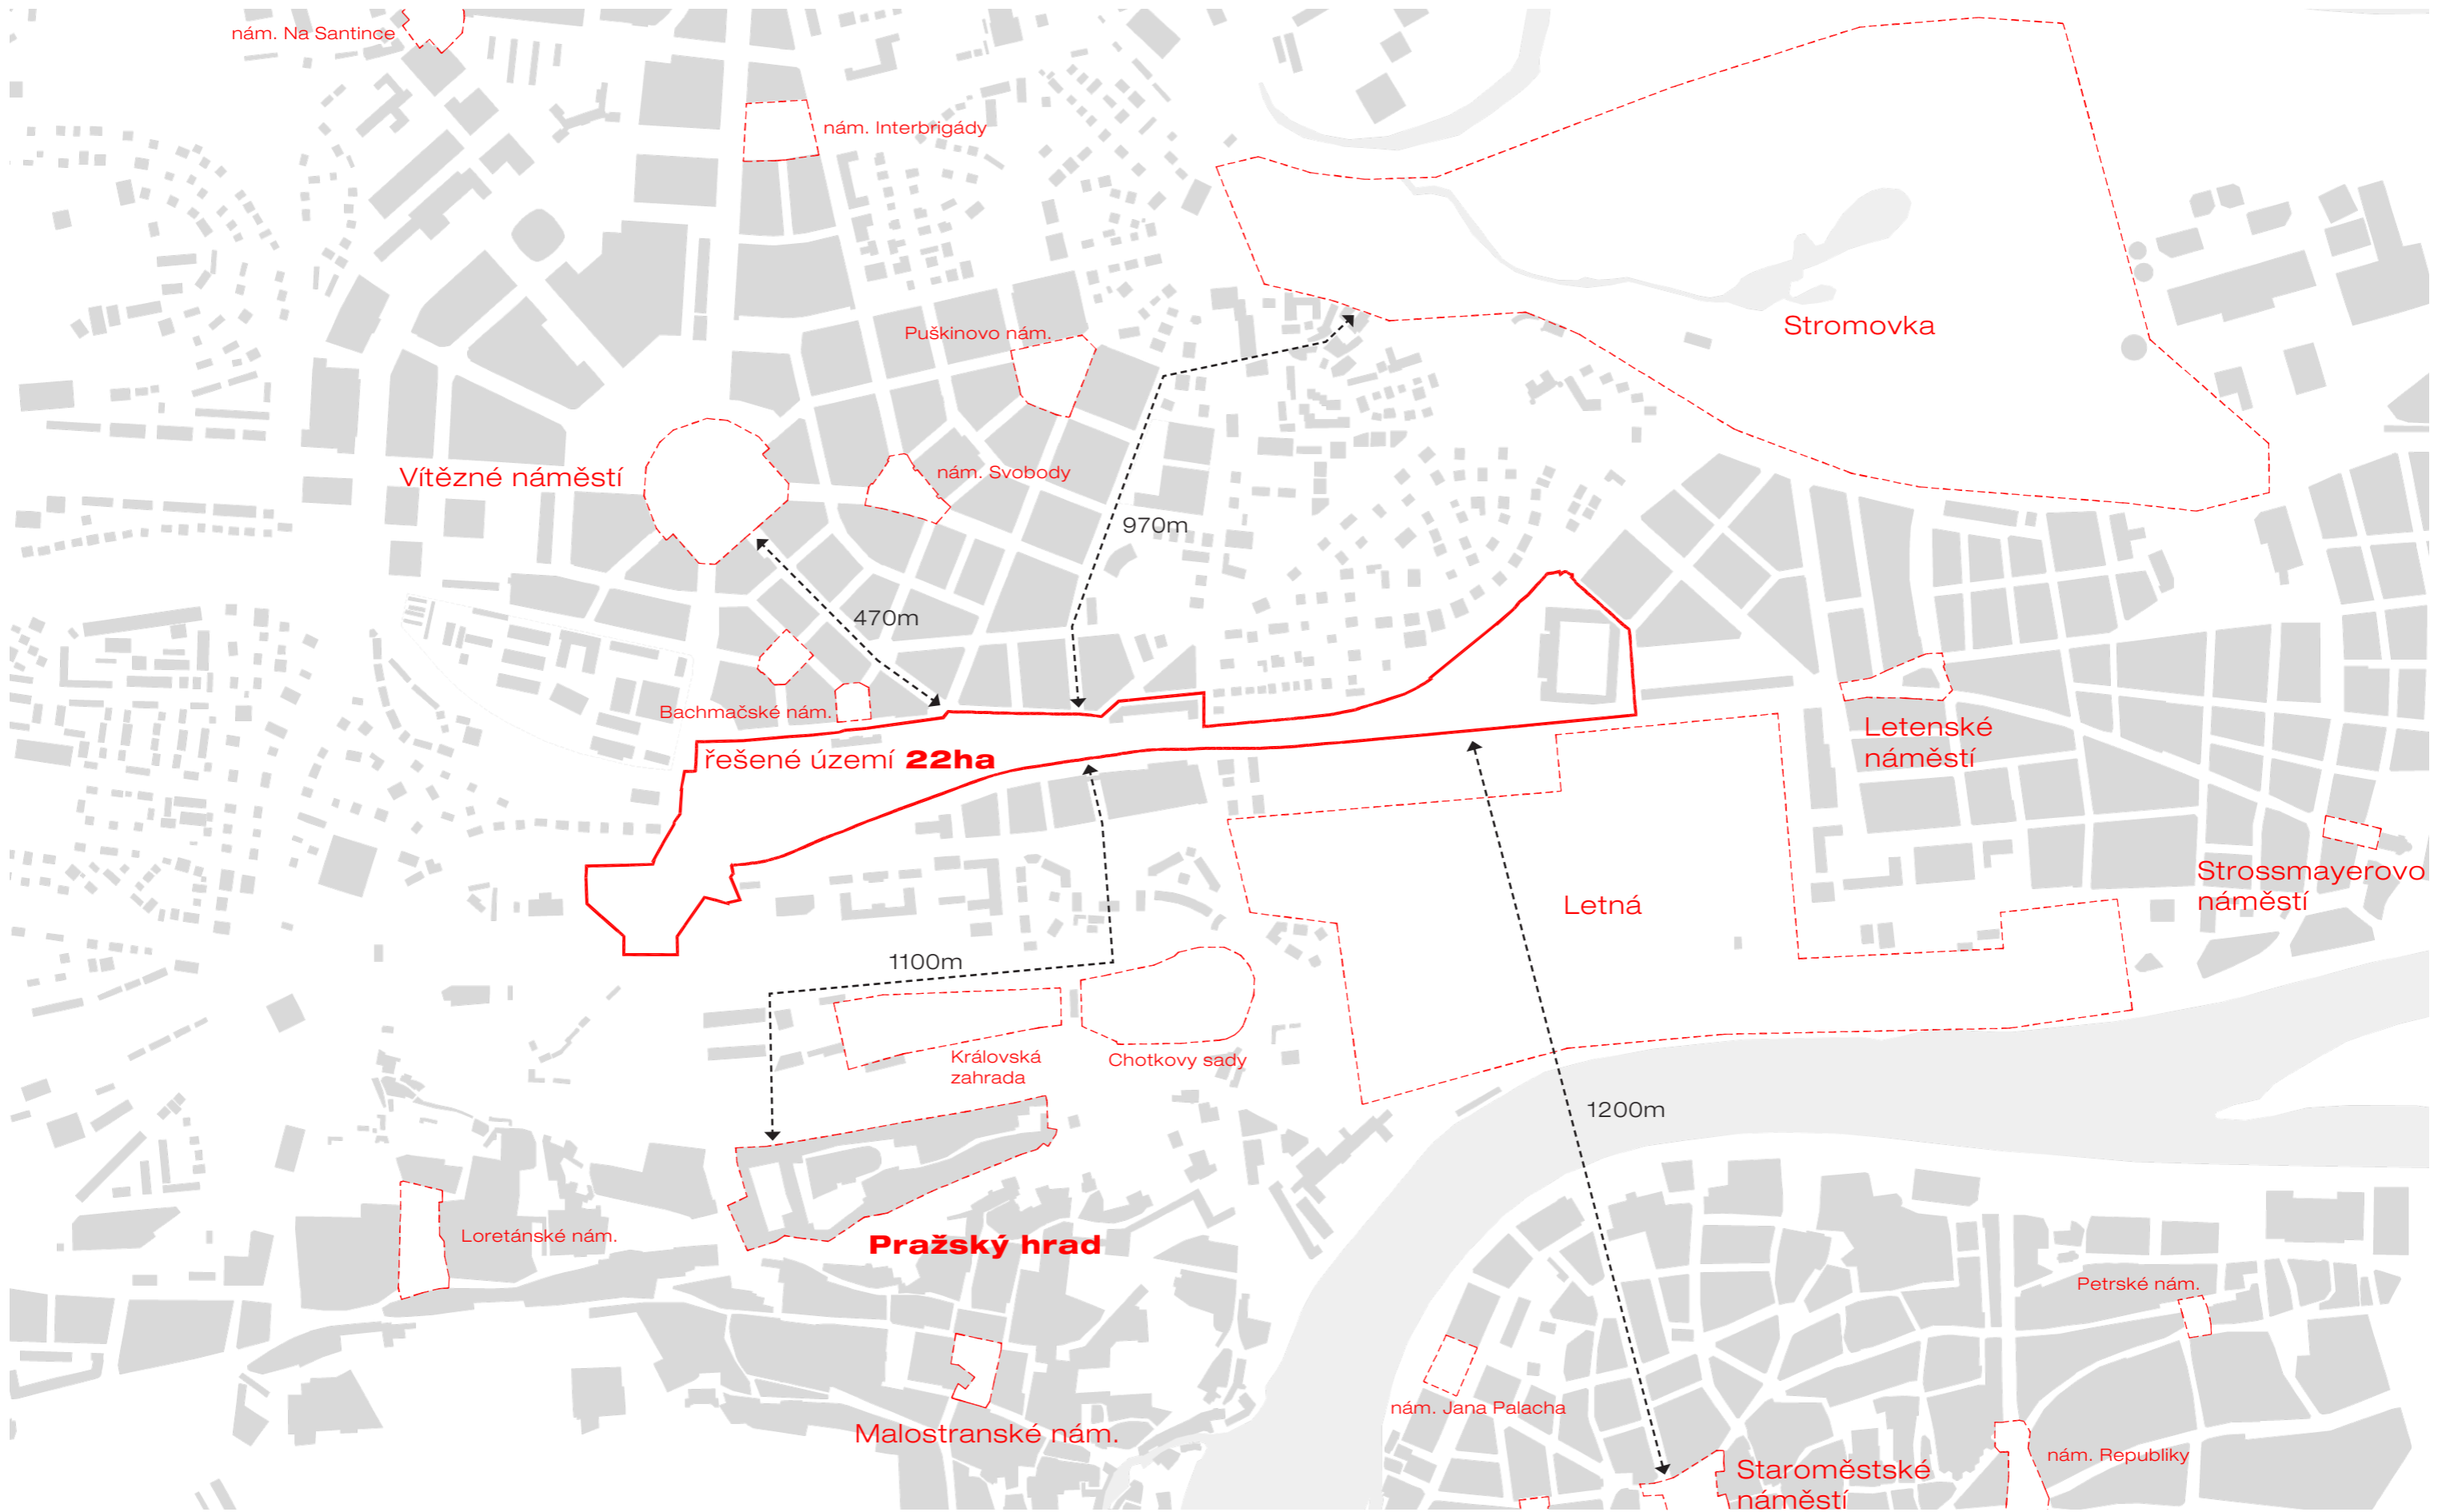 nám. Na Santince
nám. Interbrigády
Stromovka
Puškinovo nám.
Vítězné náměstí
nám. Svobody
970m
470m
Bachmačské nám.
Letenské
náměstí
řešené území 22ha
Strossmayerovo
náměstí
Letná
1100m
Královská
zahrada
Chotkovy sady
1200m
Loretánské nám.
Pražský hrad
Petrské nám.
nám. Jana Palacha
Malostranské nám.
nám. Republiky
Staroměstské
náměstí